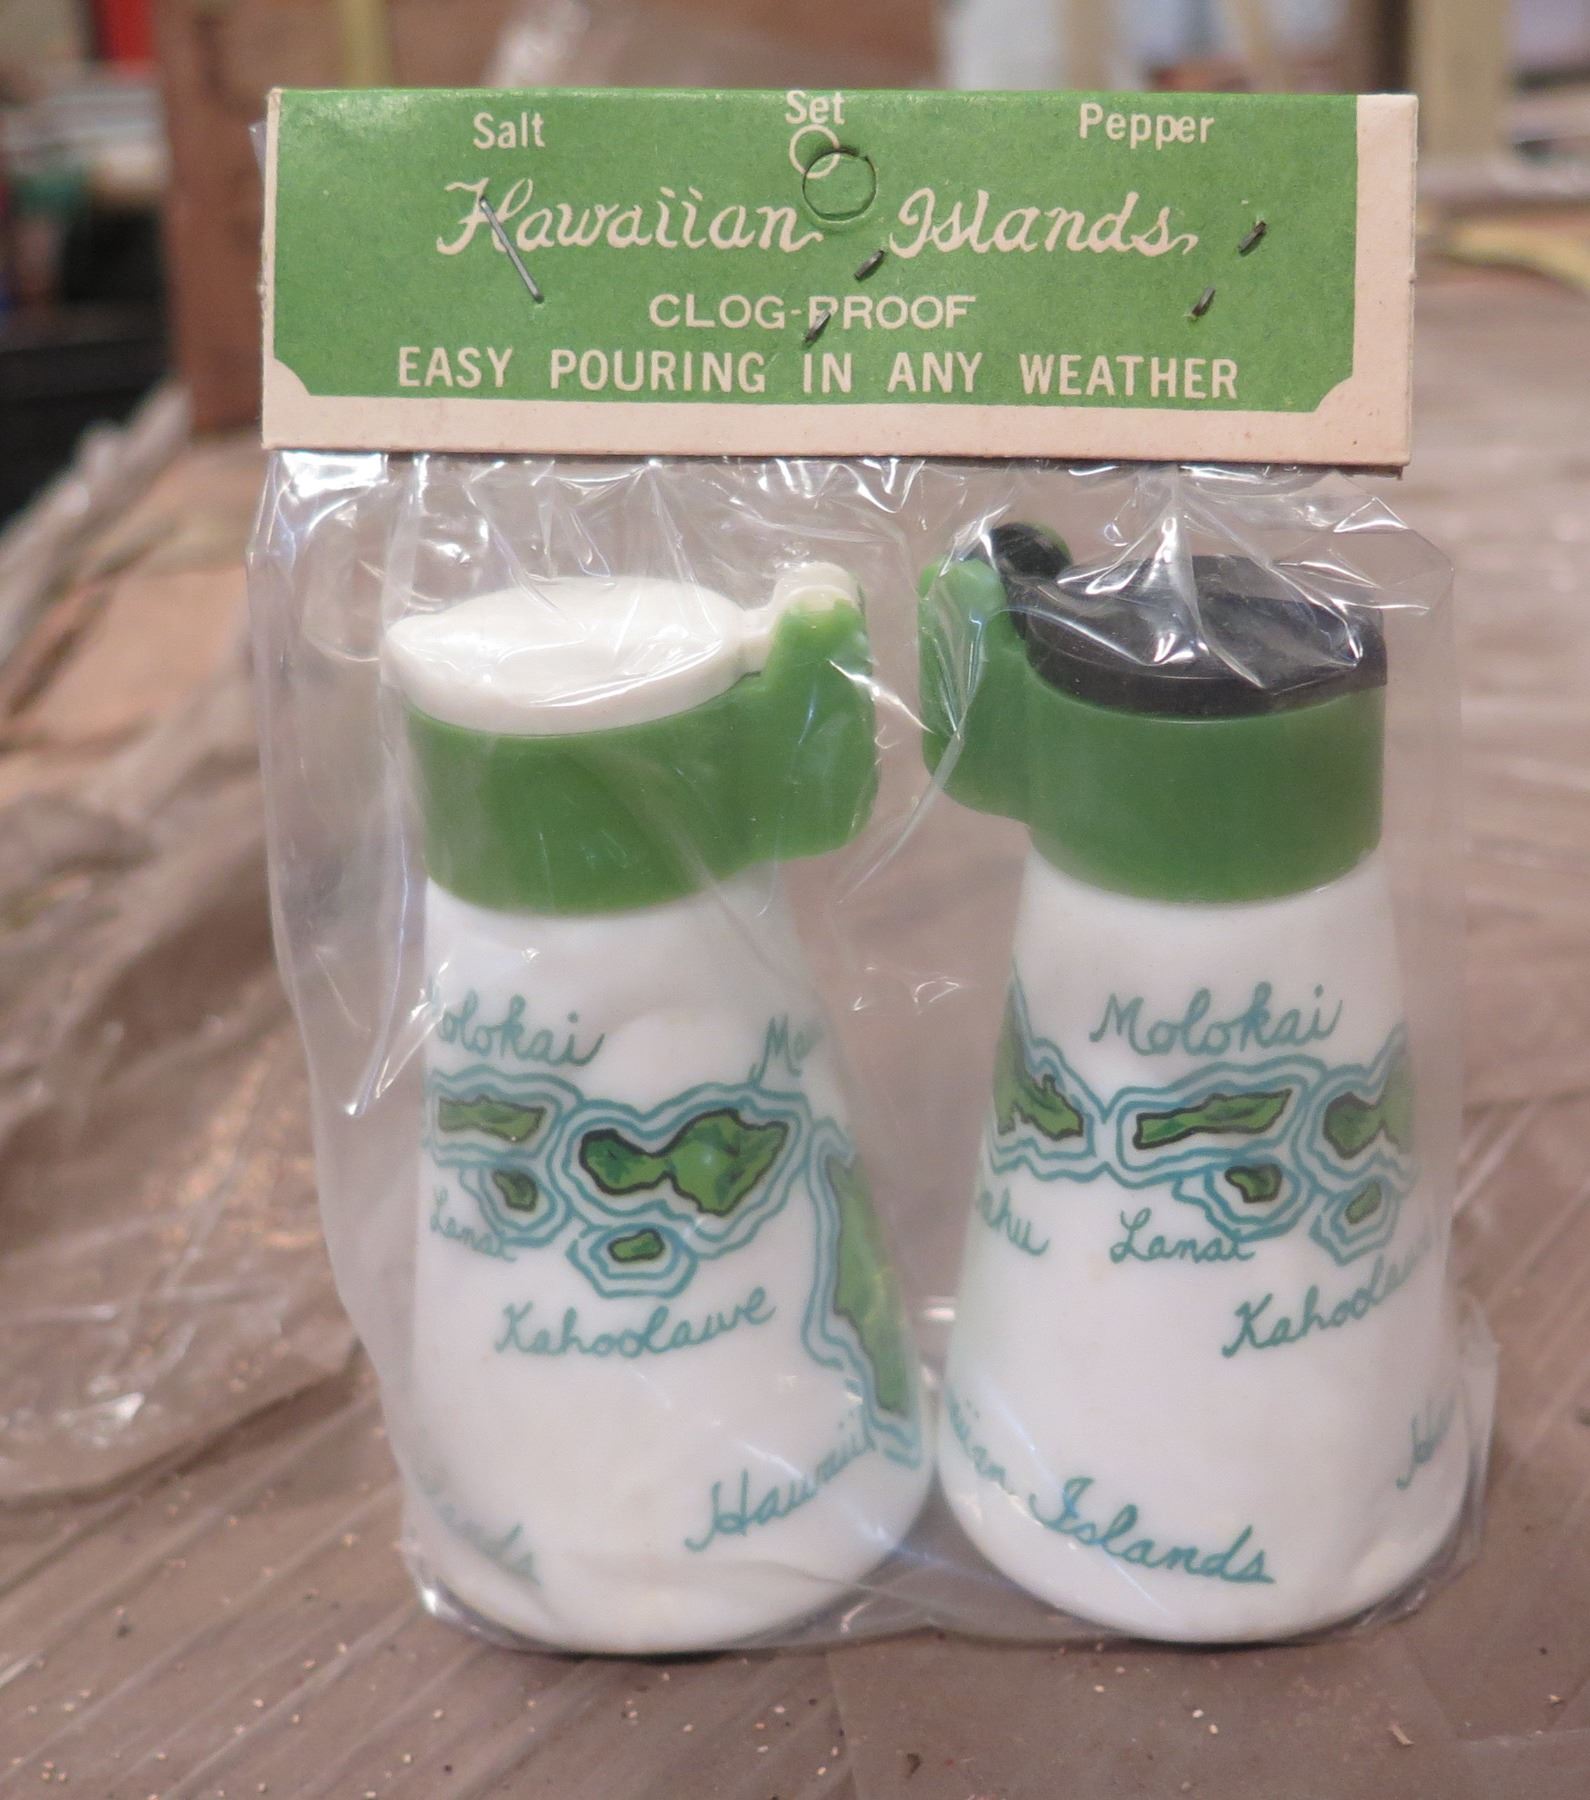 Salt Set Pepper
Hawaiian Islands
CLOG-PROOF
EASY POURING IN ANY WEATHER
Molokai
Lanai
Kahoolawe
Hawaii
Molokai
Lanai
Islands